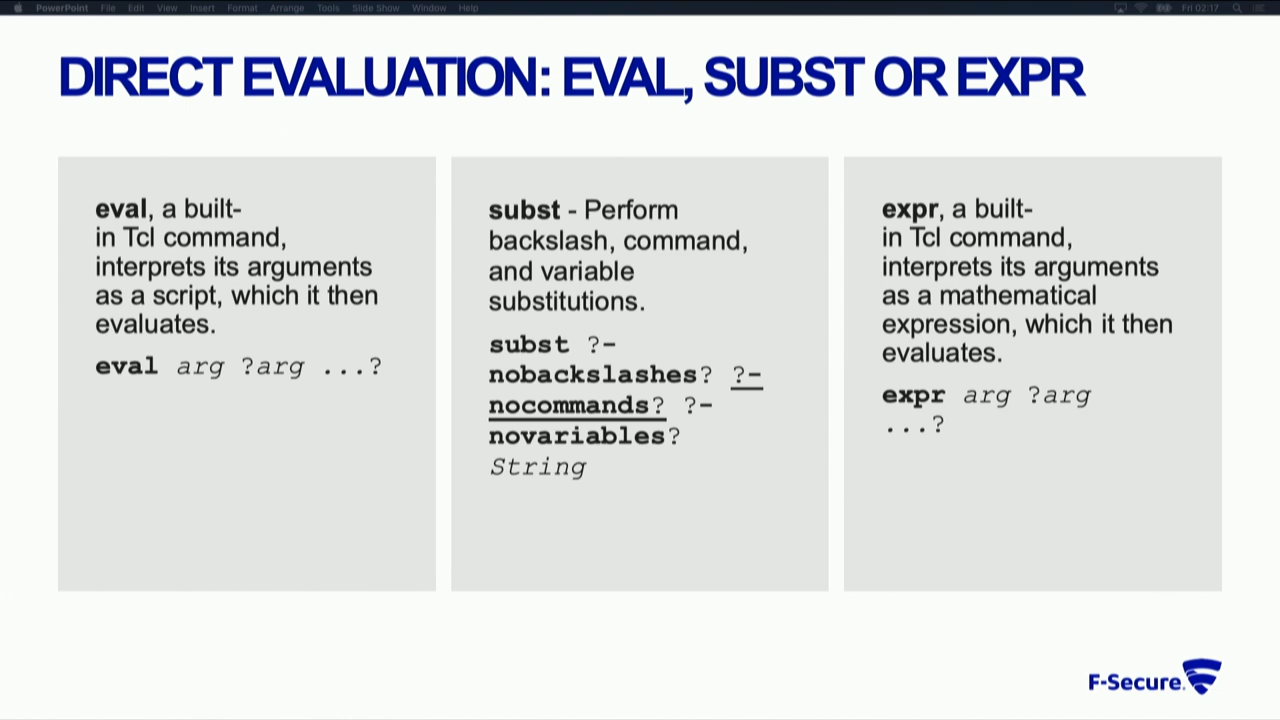 PowerPoint File Edit View Insert Format Arrange Tools Slide Show Window Help Fri 02:17
DIRECT EVALUATION: EVAL, SUBST OR EXPR
eval, a built-
in Tcl command,
interprets its arguments
as a script, which it then
evaluates.
eval arg ?arg ...?
subst - Perform
backslash, command,
and variable
substitutions.
subst ?-
nobackslashes? ?-
nocommands? ?-
novariables?
String
expr, a built-
in Tcl command,
interprets its arguments
as a mathematical
expression, which it then
evaluates.
expr arg ?arg
...?
F-Secure.